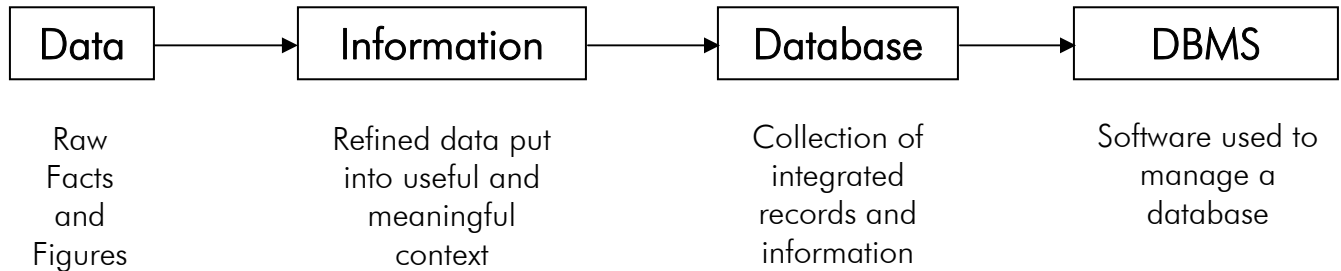 Data
Information
Database
DBMS
Raw
Facts
and
Figures
Refined data put
into useful and
meaningful
context
Collection of
integrated
records and
information
Software used to
manage a
database